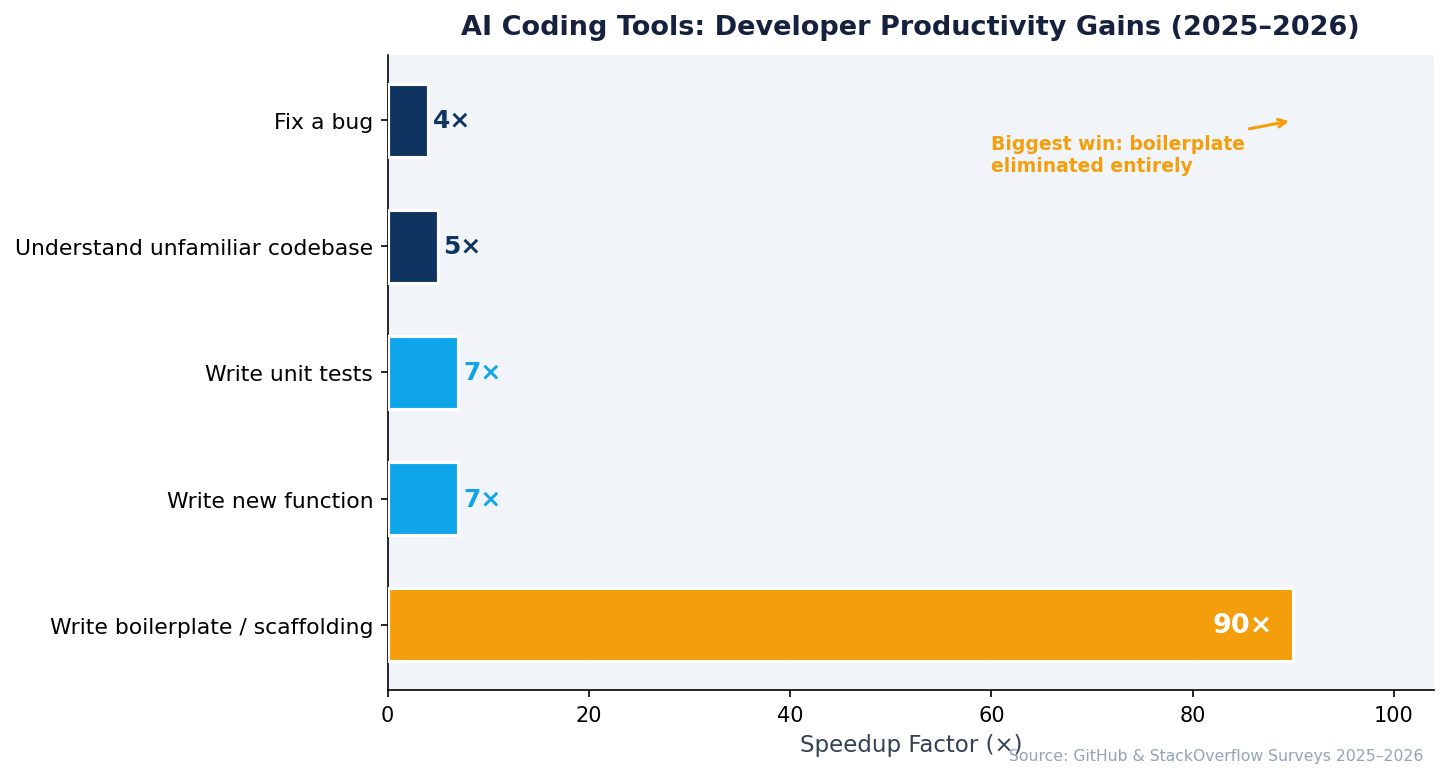 AI Coding Tools: Developer Productivity Gains (2025–2026)
Fix a bug
4×
Biggest win: boilerplate
eliminated entirely
Understand unfamiliar codebase
5×
Write unit tests
7×
Write new function
7×
Write boilerplate / scaffolding
90×
0
20
40
60
80
100
Speedup Factor (×)
Source: GitHub & StackOverflow Surveys 2025–2026